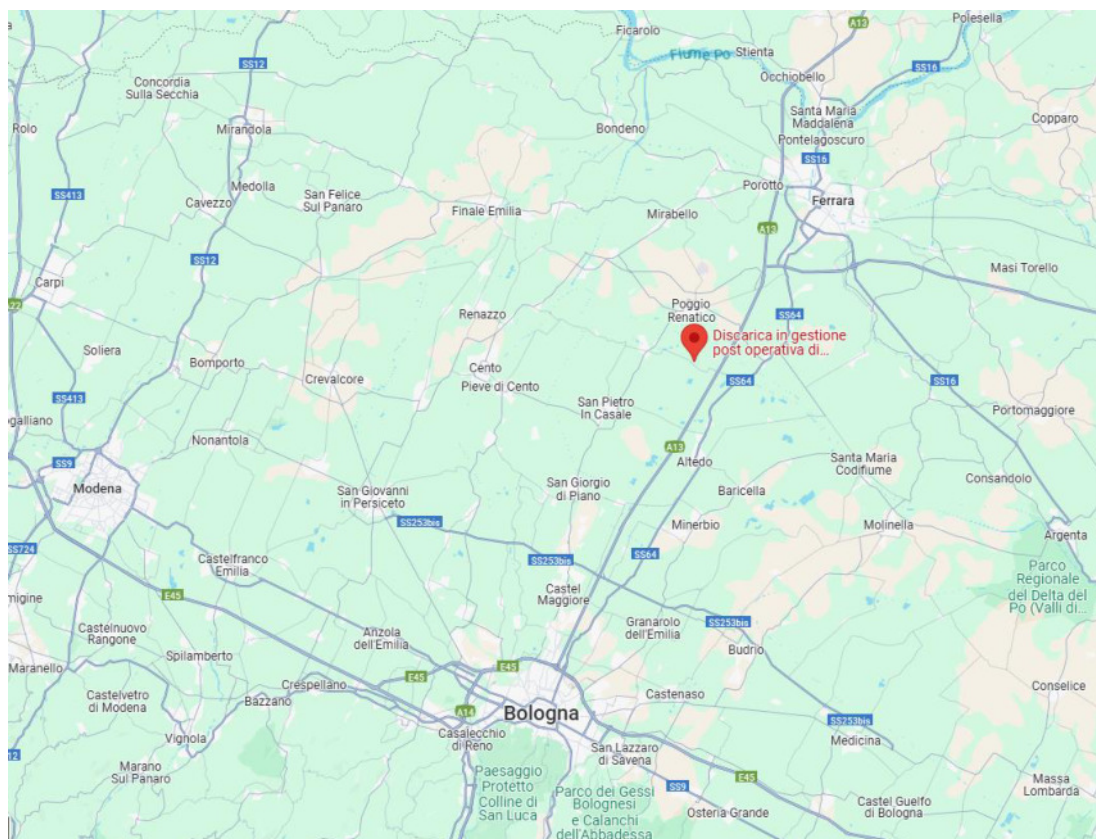 Ficarolo
Polesella
A13
Fiume Po
Stienta
SS12
SS16
Occhiobello
Concordia
Sulla Secchia
Santa Maria
Maddalena
Copparo
Rolo
Mirandola
Bondeno
Pontelagoscuro
SS16
Porotto
Medolla
SS413
San Felice
Sul Panaro
Cavezzo
Ferrara
Finale Emilia
Mirabello
A13
SS12
Masi Torello
Carpi
Poggio
Renatico
Renazzo
SS64
Discarica in gestione
post operativa di...
Soliera
Bomporto
Cento
Crevalcore
Pieve di Cento
SS64
SS16
SS413
San Pietro
In Casale
Portomaggiore
Nonantola
A13
Altedo
Santa Maria
Codifiume
SS9
Consandolo
Modena
San Giovanni
in Persiceto
San Giorgio
di Piano
Baricella
SS253bis
Minerbio
Molinella
Argenta
SS724
Castelfranco
Emilia
SS253bis
SS64
Parco
Regionale
del Delta del
Po (Valli di...
E45
Castel
Maggiore
Castelnuovo
Rangone
Anzola
dell'Emilia
Granarolo
dell'Emilia
SS253bis
Budrio
Maranello
Spilamberto
E45
E45
Crespellano
Castelvetro
di Modena
Bazzano
Castenaso
Conselice
A14
Bologna
SS253bis
Vignola
Casalecchio
di Reno
Medicina
San Lazzaro
di Savena
Marano
Sul Panaro
Paesaggio
Protetto
Colline di
San Luca
Parco dei Gessi
Bolognesi
e Calanchi
dell'Abbadessa
SS9
E45
Massa
Lombarda
Osteria Grande
Castel Guelfo
di Bologna